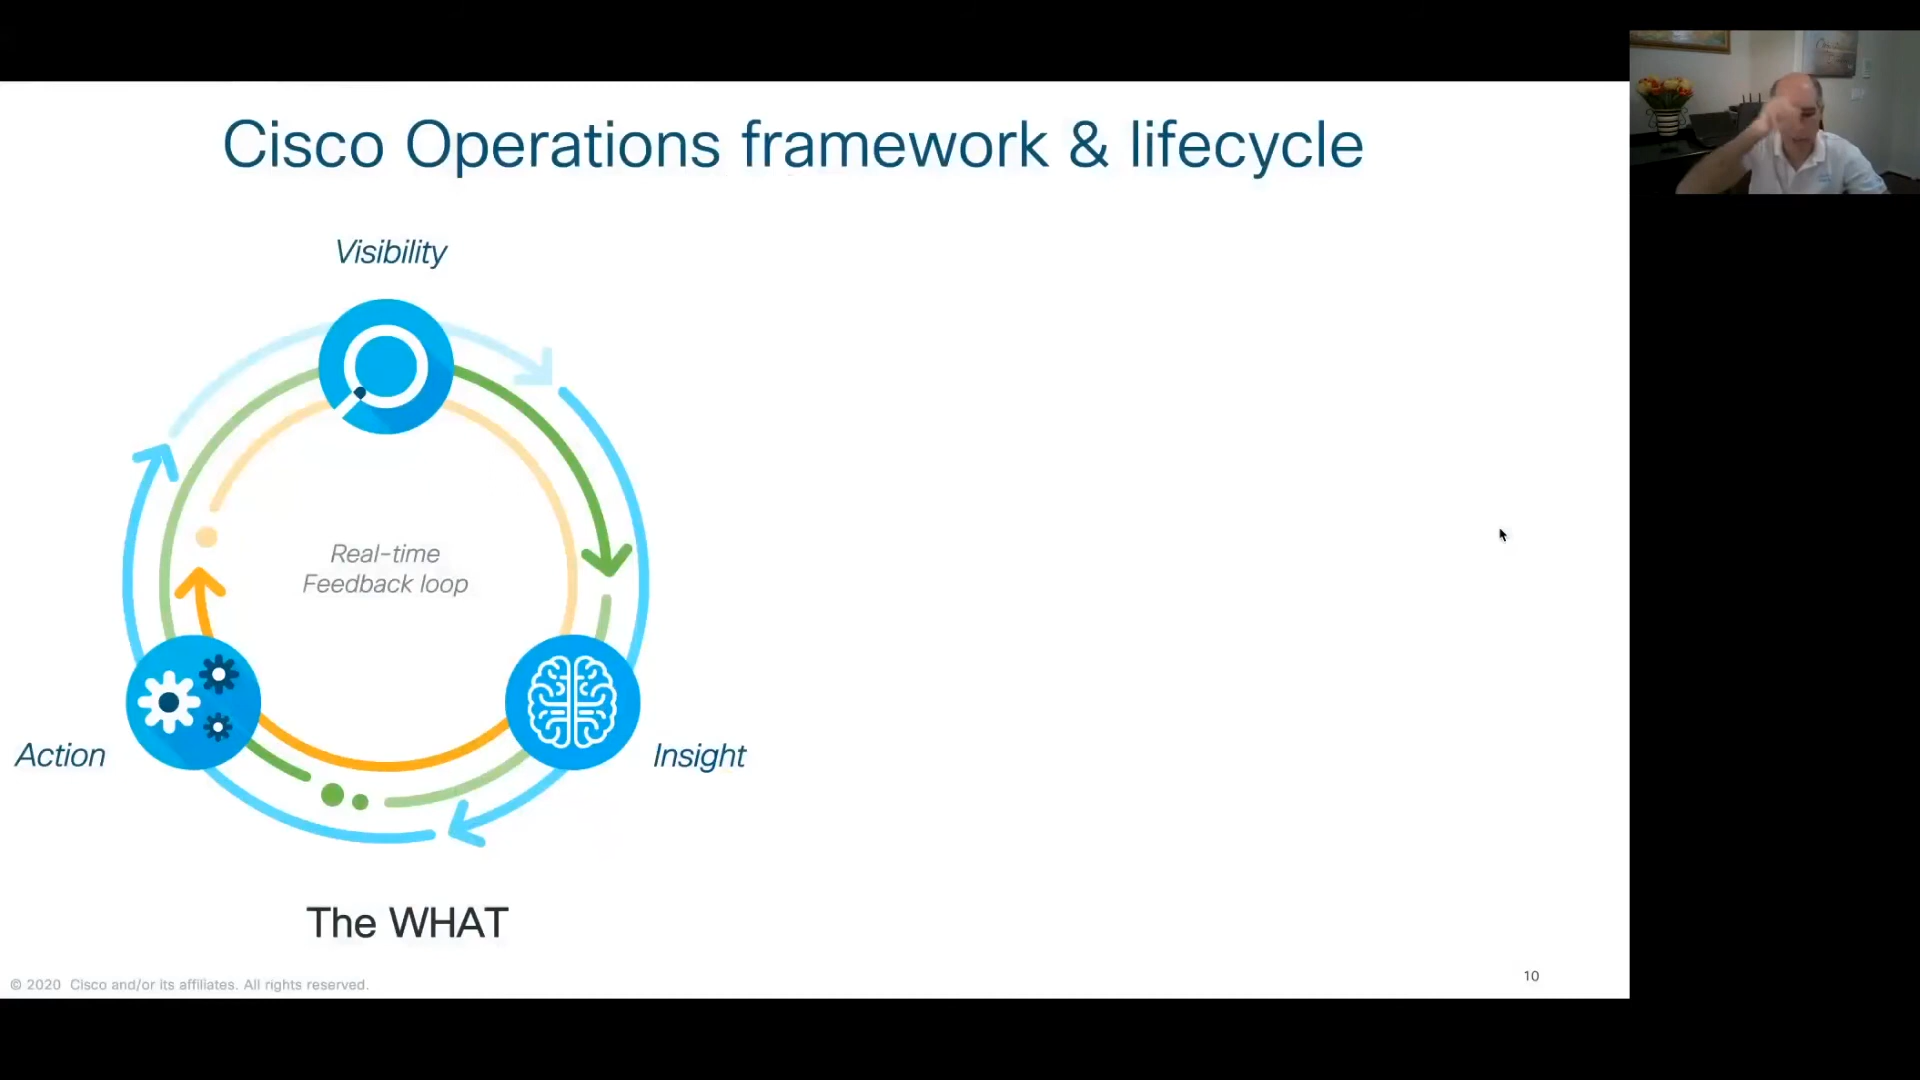 Cisco Operations framework & lifecycle
Visibility
Real-time
Feedback loop
Action
Insight
The WHAT
© 2020 Cisco and/or its affiliates. All rights reserved.
10